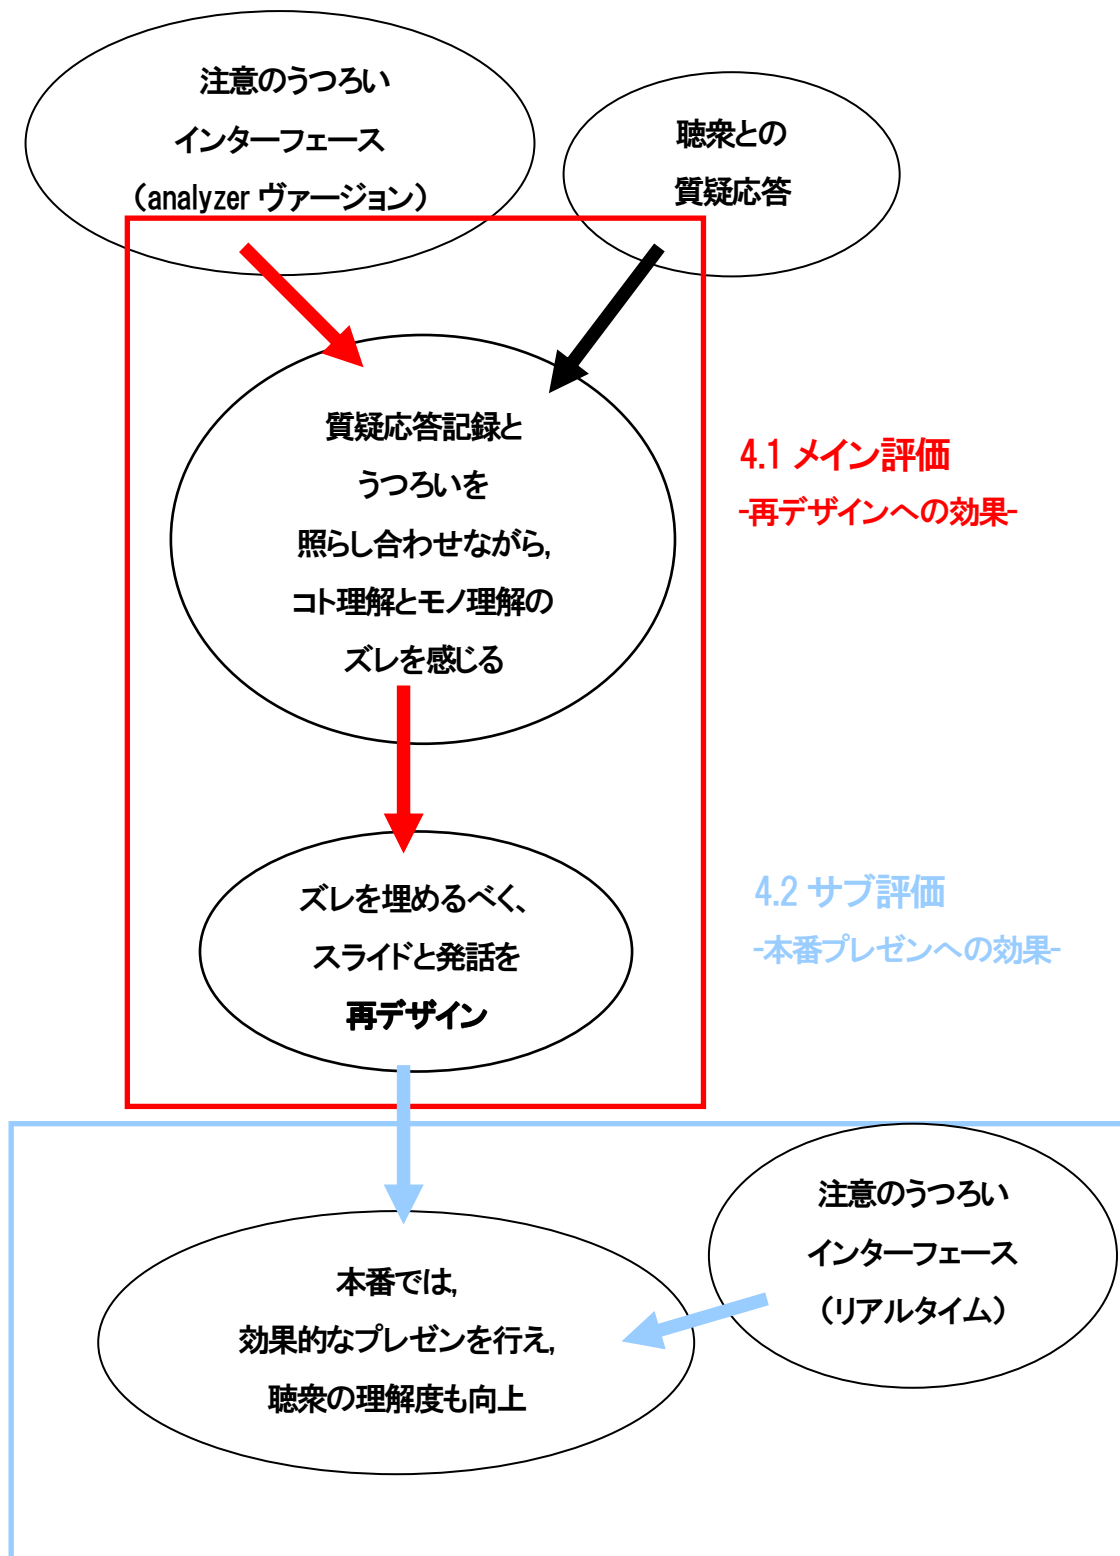 注意のうつろい
インターフェース
（analyzer ヴァージョン）
聴衆との
質疑応答
質疑応答記録と
うつろいを
照らし合わせながら,
コト理解とモノ理解の
ズレを感じる
4.1 メイン評価
-再デザインへの効果-
ズレを埋めるべく、
スライドと発話を
再デザイン
4.2 サブ評価
-本番プレゼンへの効果-
注意のうつろい
インターフェース
（リアルタイム）
本番では,
効果的なプレゼンを行え,
聴衆の理解度も向上